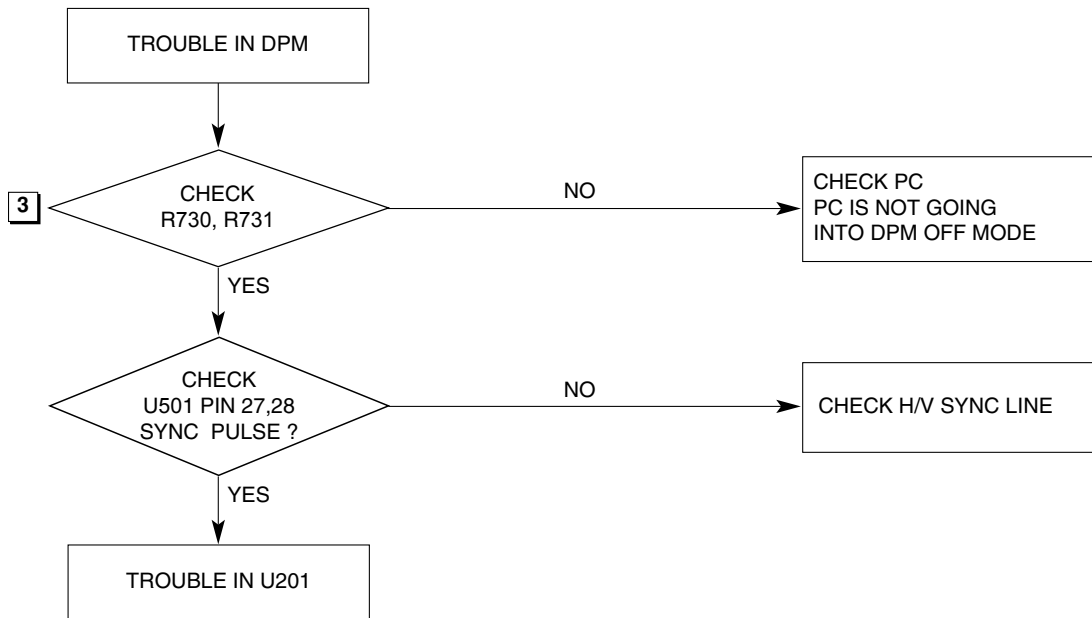 TROUBLE IN DPM
3
CHECK
R730, R731
NO
CHECK PC
PC IS NOT GOING
INTO DPM OFF MODE
YES
CHECK
U501 PIN 27,28
SYNC PULSE ?
NO
CHECK H/V SYNC LINE
YES
TROUBLE IN U201